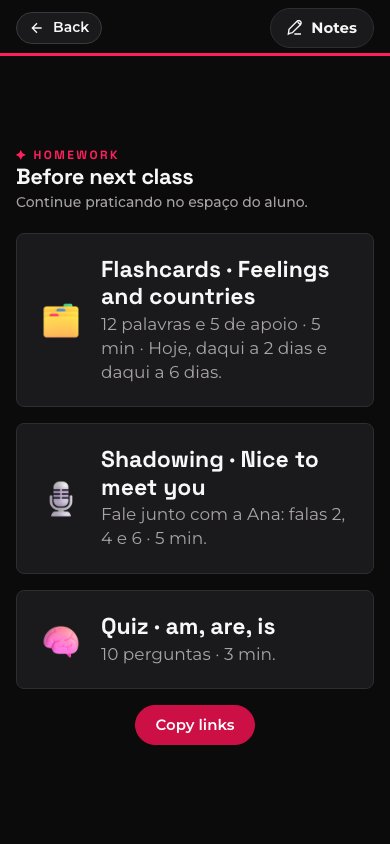 Back
Notes
HOMEWORK
Before next class
Continue praticando no espaço do aluno.
Flashcards · Feelings
and countries
12 palavras e 5 de apoio · 5
min · Hoje, daqui a 2 dias e
daqui a 6 dias.
Shadowing · Nice to
meet you
Fale junto com a Ana: falas 2,
4 e 6 · 5 min.
Quiz · am, are, is
10 perguntas · 3 min.
Copy links